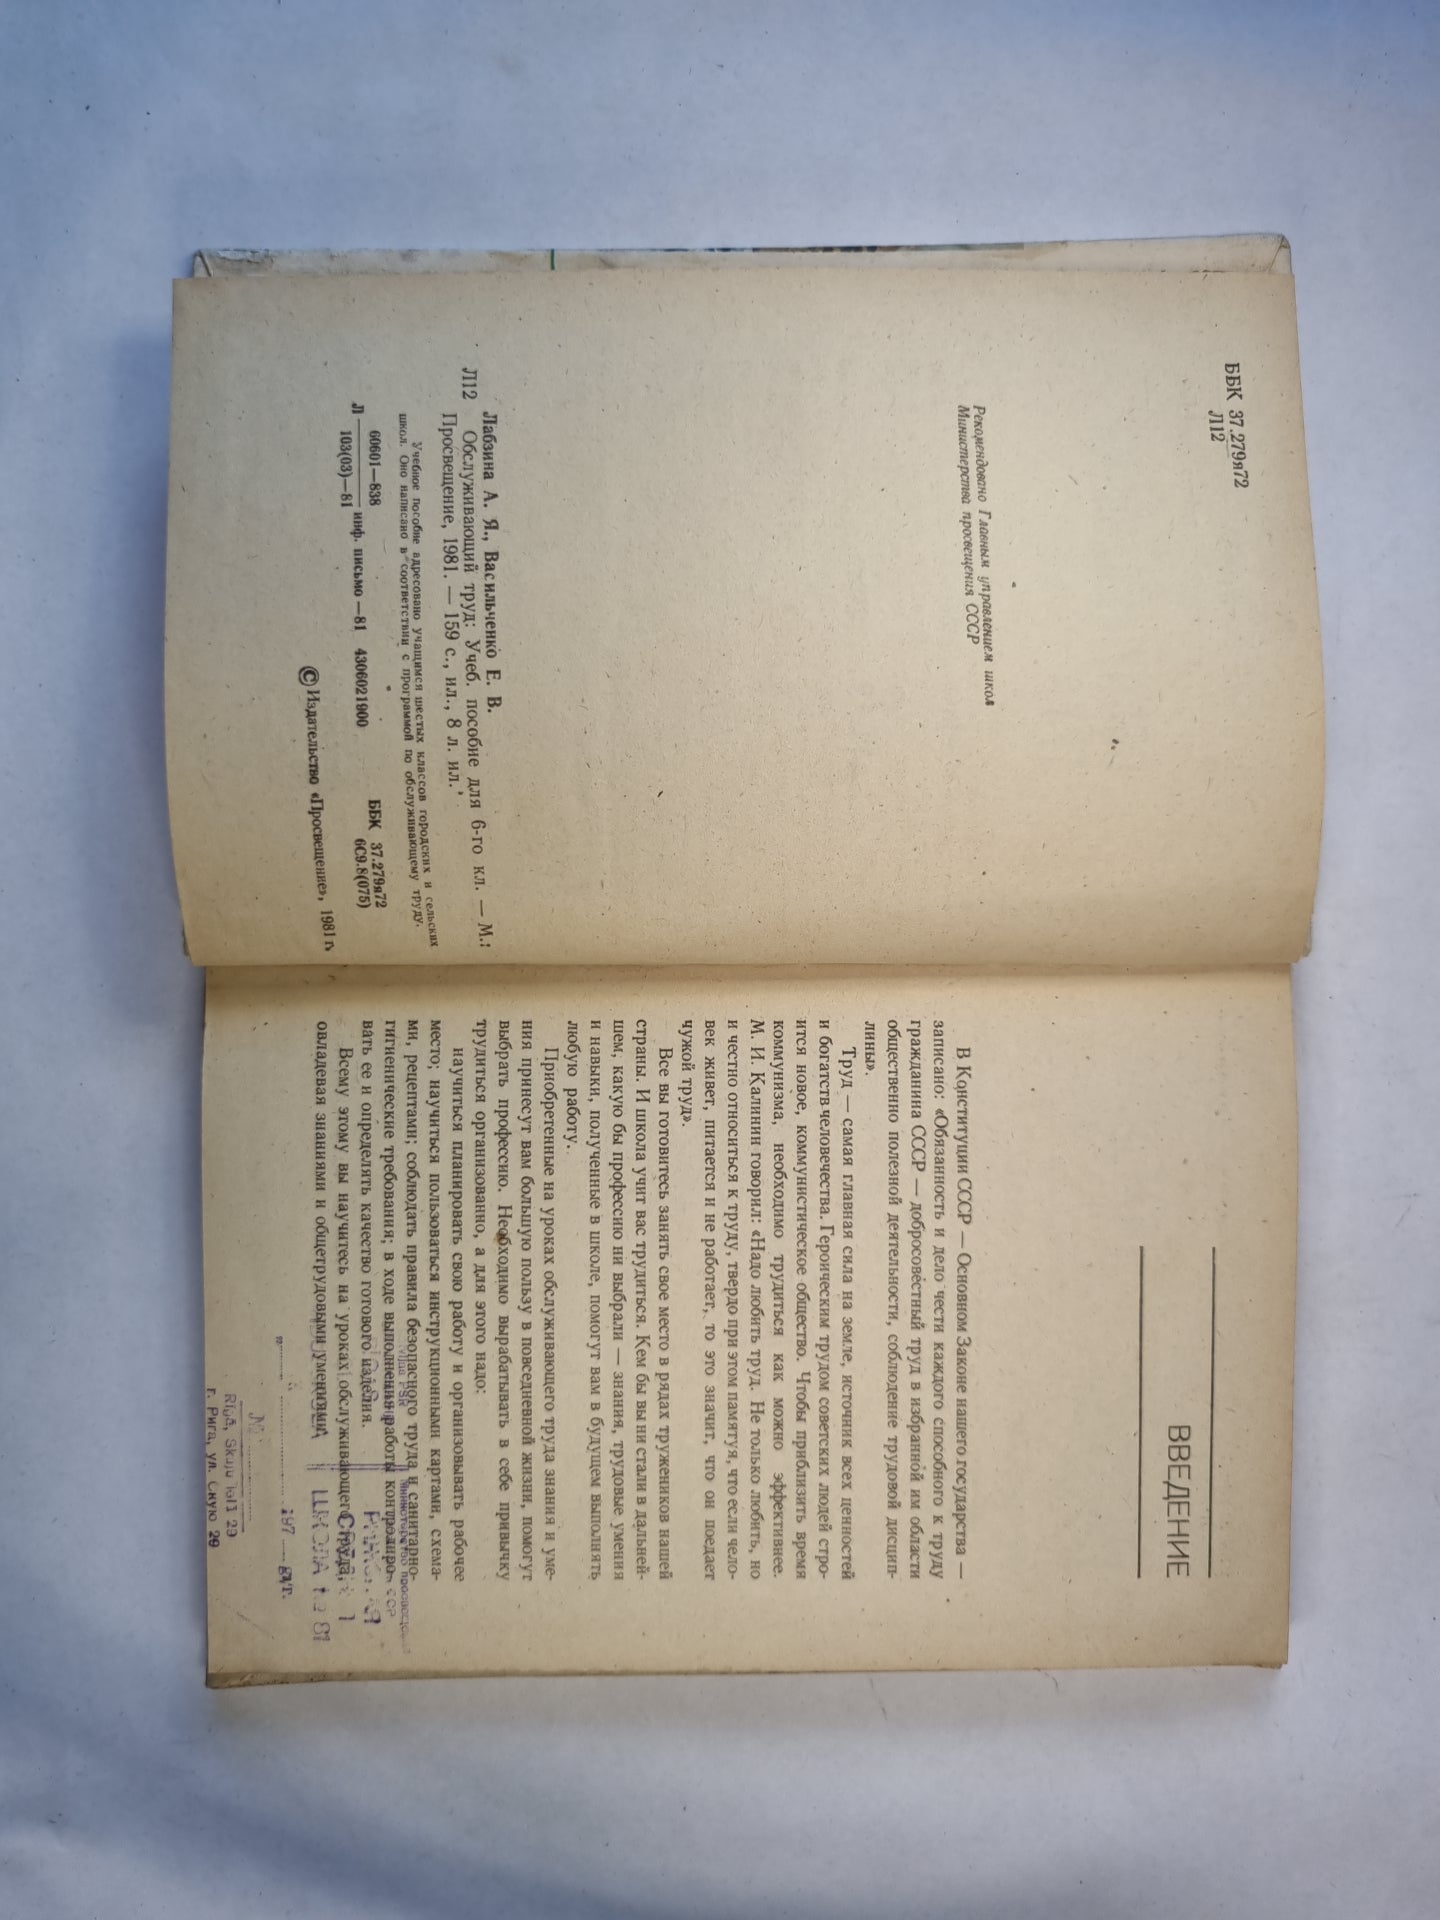 ББК 37.279я72
Л12
Рекомендовано Главным управлением школ
Министерства просвещения СССР
Лабзина А. Я., Васильченко Е. В.
Л12 Обслуживающий труд: Учеб. пособие для 6-го кл. — М.:
Просвещение, 1981. — 159 с., ил., 8 л. ил.
Учебное пособие адресовано учащимся шестых классов городских и сельских
школ. Оно написано в соответствии с программой по обслуживающему труду.
60601—838
Л инф. письмо —81 4306021900
103(03)—81
ББК 37.279я72
6С9.8(075)
© Издательство «Просвещение», 1981 г.
ВВЕДЕНИЕ
В Конституции СССР — Основном Законе нашего государства —
записано: «Обязанность и дело чести каждого способного к труду
гражданина СССР — добросовестный труд в избранной им области
общественно полезной деятельности, соблюдение трудовой дисцип-
лины».
Труд — самая главная сила на земле, источник всех ценностей
и богатств человечества. Героическим трудом советских людей стро-
ится новое, коммунистическое общество. Чтобы приблизить время
коммунизма, необходимо трудиться как можно эффективнее.
М. И. Калинин говорил: «Надо любить труд. Не только любить, но
и честно относиться к труду, твердо при этом памятуя, что если чело-
век живет, питается и не работает, то это значит, что он поедает
чужой труд».
Все вы готовитесь занять свое место в рядах тружеников нашей
страны. И школа учит вас трудиться. Кем бы вы ни стали в дальней-
шем, какую бы профессию ни выбрали — знания, трудовые умения
и навыки, полученные в школе, помогут вам в будущем выполнять
любую работу.
Приобретенные на уроках обслуживающего труда знания и уме-
ния принесут вам большую пользу в повседневной жизни, помогут
выбрать профессию. Необходимо вырабатывать в себе привычку
трудиться организованно, а для этого надо:
научиться планировать свою работу и организовывать рабочее
место; научиться пользоваться инструкционными картами, схема-
ми, рецептами; соблюдать правила безопасного труда и санитарно-
гигиенические требования; в ходе выполнения работы контролиро-
вать ее и определять качество готового изделия.
Всему этому вы научитесь на уроках обслуживающего труда,
овладевая знаниями и общетрудовыми умениями.
Министерство просвещения
ШКОЛА № 81
197
г.
№
г. Рига, ул. 29